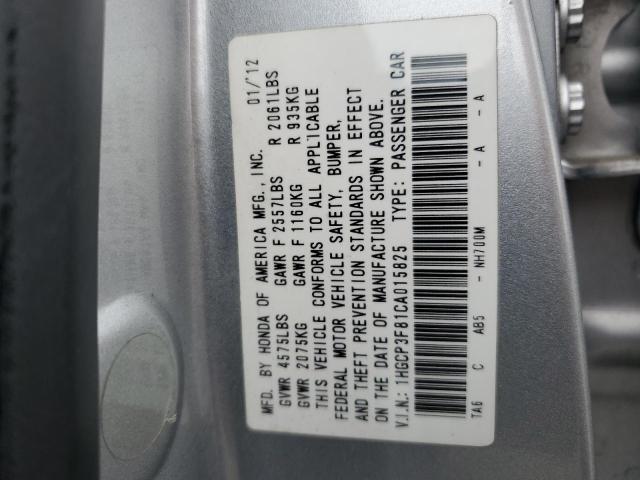 MFD. BY HONDA OF AMERICA MFG., INC. 01/'12
GVWR 4575LBS GAWR F 2557LBS R 2061LBS
GVWR 2075KG GAWR F 1160KG R 935KG
THIS VEHICLE CONFORMS TO ALL APPLICABLE
FEDERAL MOTOR VEHICLE SAFETY, BUMPER,
AND THEFT PREVENTION STANDARDS IN EFFECT
ON THE DATE OF MANUFACTURE SHOWN ABOVE.
V.I.N.: 1HGCP3F81CA015825 TYPE: PASSENGER CAR
TA6 C AB5 - NH700M - A - A